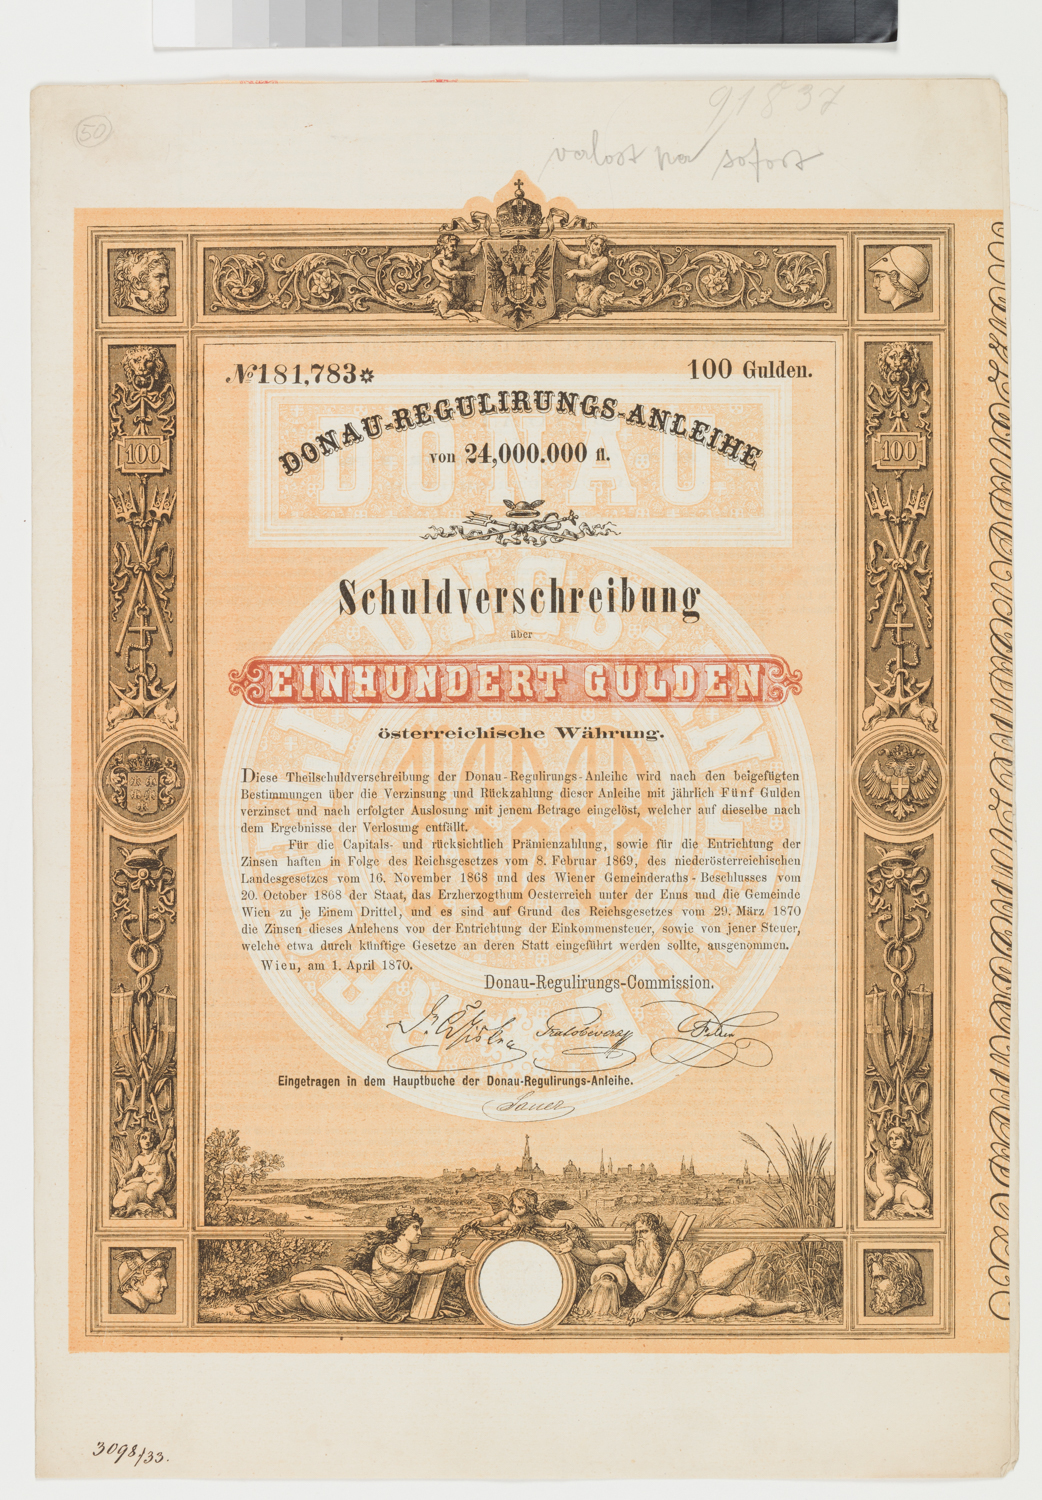 50
91837
verlost per sofort
№ 181,783
100 Gulden.
DONAU-REGULIRUNGS-ANLEIHE
von 24,000.000 fl.
DONAU
Schuldverschreibung
über
EINHUNDERT GULDEN
österreichische Währung.
100
100
Diese Theilschuldverschreibung der Donau-Regulirungs-Anleihe wird nach den beigefügten
Bestimmungen über die Verzinsung und Rückzahlung dieser Anleihe mit jährlich Fünf Gulden
verzinset und nach erfolgter Auslosung mit jenem Betrage eingelöst, welcher auf dieselbe nach
dem Ergebnisse der Verlosung entfällt.
Für die Capitals- und rücksichtlich Prämienzahlung, sowie für die Entrichtung der
Zinsen haften in Folge des Reichsgesetzes vom 8. Februar 1869, des niederösterreichischen
Landesgesetzes vom 16. November 1868 und des Wiener Gemeinderaths-Beschlusses vom
20. October 1868 der Staat, das Erzherzogthum Oesterreich unter der Enns und die Gemeinde
Wien zu je Einem Drittel, und es sind auf Grund des Reichsgesetzes vom 29. März 1870
die Zinsen dieses Anlehens von der Entrichtung der Einkommensteuer, sowie von jener Steuer,
welche etwa durch künftige Gesetze an deren Statt eingeführt werden sollte, ausgenommen.
Wien, am 1. April 1870.
Donau-Regulirungs-Commission.
Eingetragen in dem Hauptbuche der Donau-Regulirungs-Anleihe.
3098/33.